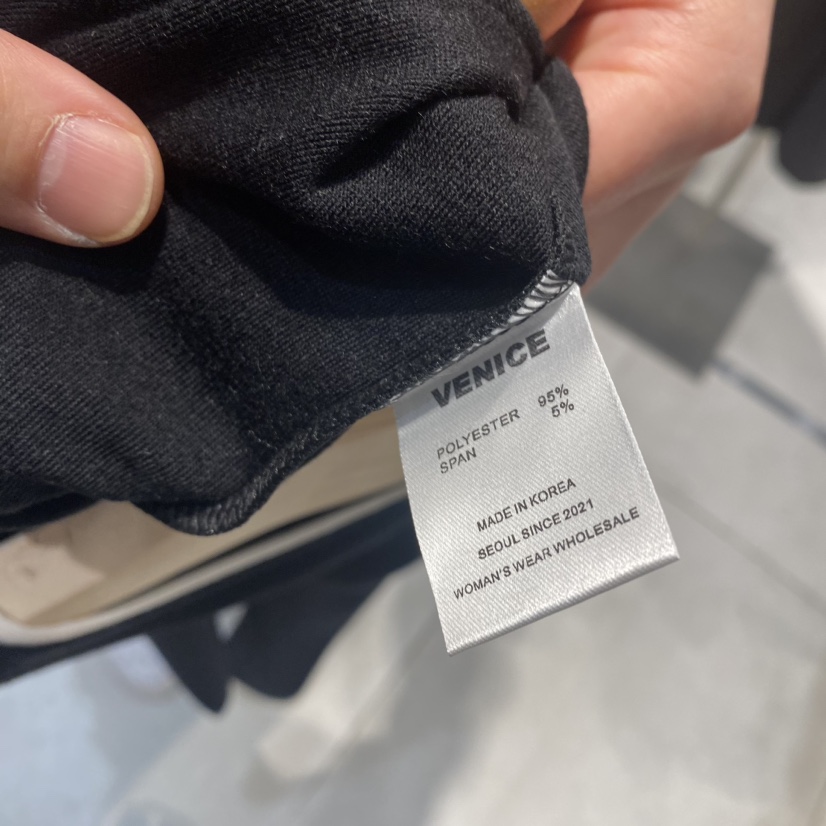 VENICE
POLYESTER 95%
SPAN 5%
MADE IN KOREA
SEOUL SINCE 2021
WOMAN'S WEAR WHOLESALE